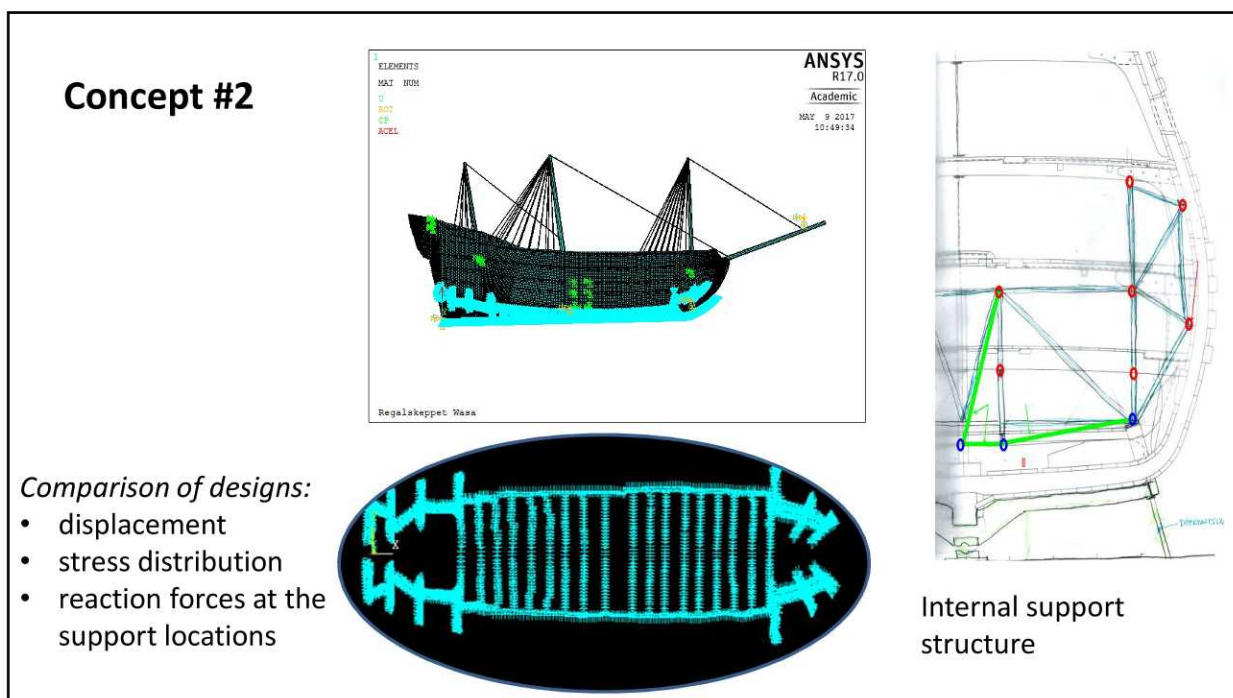 Concept #2
1
ELEMENTS
MAT NUM
U
ROT
CP
ACEL
ANSYS
R17.0
Academic
MAY 9 2017
10:49:34
Regalskeppet Wasa
Comparison of designs:
• displacement
• stress distribution
• reaction forces at the
support locations
X
Internal support
structure